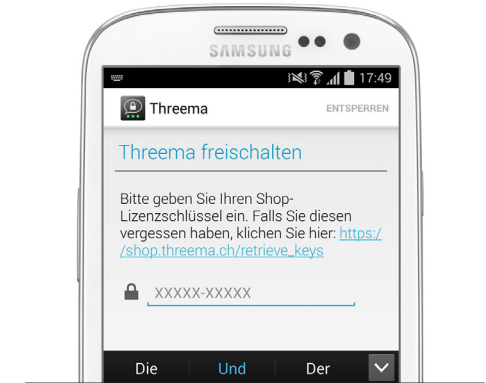 SAMSUNG
17:49
Threema
ENTSPERREN
Threema freischalten
Bitte geben Sie Ihren Shop-
Lizenzschlüssel ein. Falls Sie diesen
vergessen haben, klichen Sie hier: https:/
/shop.threema.ch/retrieve_keys
XXXXX-XXXXX
Die
Und
Der